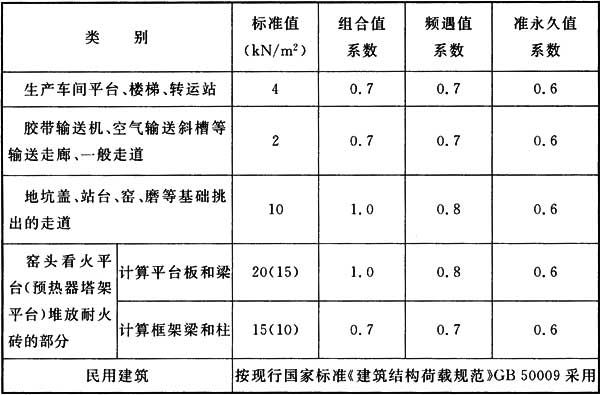 类 别 标准值 组合值 频遇值 准永久值
(kN/m²) 系数 系数 系数
生产车间平台、楼梯、转运站 4 0.7 0.7 0.6
胶带输送机、空气输送斜槽等
输送走廊、一般走道 2 0.7 0.7 0.6
地坑盖、站台、窑、磨等基础挑
出的走道 10 1.0 0.8 0.6
窑头看火平
台(预热器塔架
平台)堆放耐火
砖的部分
计算平台板和梁 20(15) 1.0 0.8 0.6
计算框架梁和柱 15(10) 0.7 0.7 0.6
民用建筑 按现行国家标准《建筑结构荷载规范》GB 50009 采用